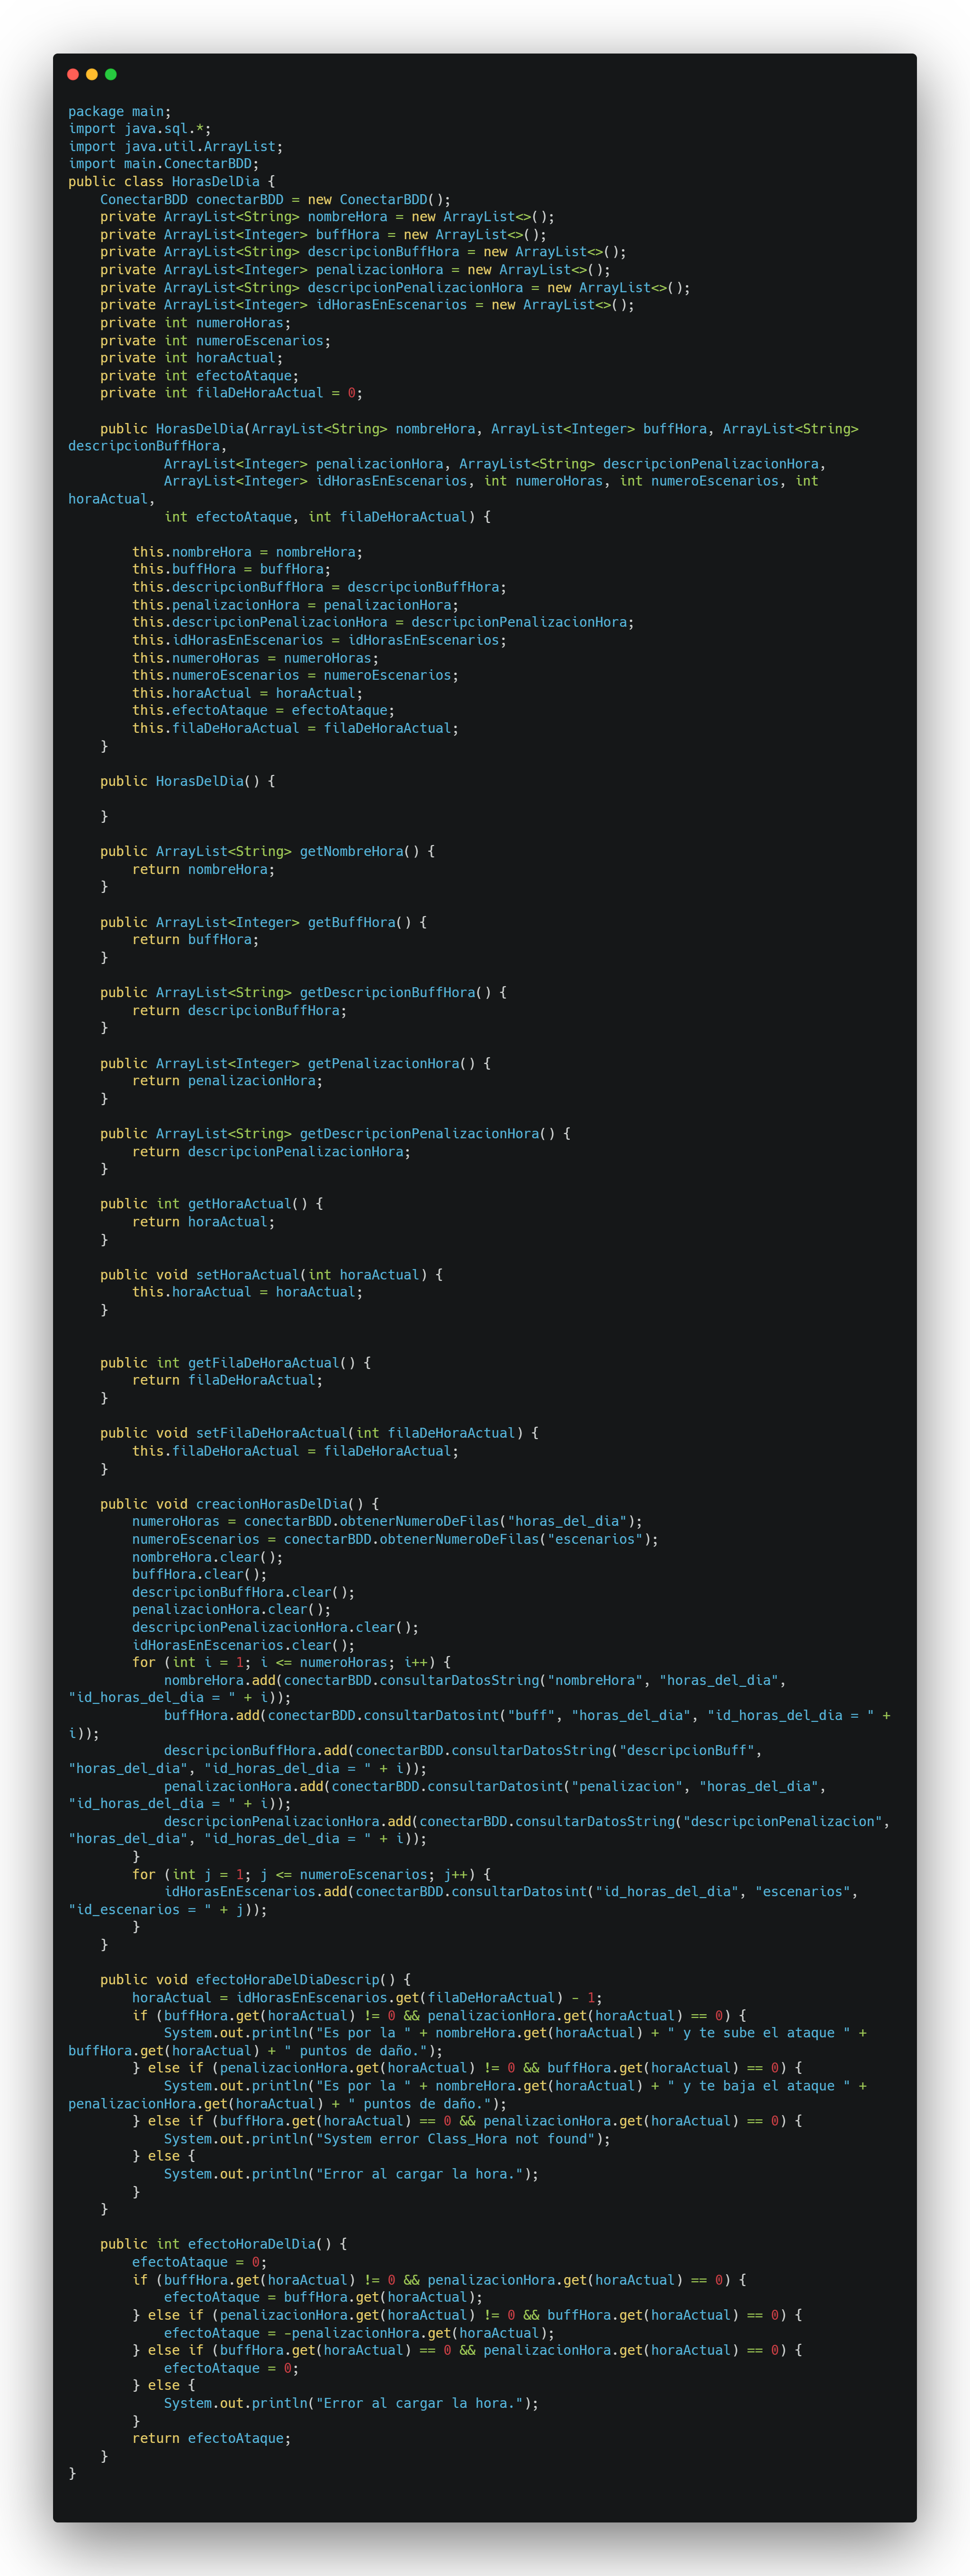 package main;
import java.sql.*;
import java.util.ArrayList;
import main.ConectarBDD;
public class HorasDelDia {
    ConectarBDD conectarBDD = new ConectarBDD();
    private ArrayList<String> nombreHora = new ArrayList<>();
    private ArrayList<Integer> buffHora = new ArrayList<>();
    private ArrayList<String> descripcionBuffHora = new ArrayList<>();
    private ArrayList<Integer> penalizacionHora = new ArrayList<>();
    private ArrayList<String> descripcionPenalizacionHora = new ArrayList<>();
    private ArrayList<Integer> idHorasEnEscenarios = new ArrayList<>();
    private int numeroHoras;
    private int numeroEscenarios;
    private int horaActual;
    private int efectoAtaque;
    private int filaDeHoraActual = 0;

    public HorasDelDia(ArrayList<String> nombreHora, ArrayList<Integer> buffHora, ArrayList<String>
descripcionBuffHora,
            ArrayList<Integer> penalizacionHora, ArrayList<String> descripcionPenalizacionHora,
            ArrayList<Integer> idHorasEnEscenarios, int numeroHoras, int numeroEscenarios, int
horaActual,
            int efectoAtaque, int filaDeHoraActual) {

        this.nombreHora = nombreHora;
        this.buffHora = buffHora;
        this.descripcionBuffHora = descripcionBuffHora;
        this.penalizacionHora = penalizacionHora;
        this.descripcionPenalizacionHora = descripcionPenalizacionHora;
        this.idHorasEnEscenarios = idHorasEnEscenarios;
        this.numeroHoras = numeroHoras;
        this.numeroEscenarios = numeroEscenarios;
        this.horaActual = horaActual;
        this.efectoAtaque = efectoAtaque;
        this.filaDeHoraActual = filaDeHoraActual;
    }

    public HorasDelDia() {

    }

    public ArrayList<String> getNombreHora() {
        return nombreHora;
    }

    public ArrayList<Integer> getBuffHora() {
        return buffHora;
    }

    public ArrayList<String> getDescripcionBuffHora() {
        return descripcionBuffHora;
    }

    public ArrayList<Integer> getPenalizacionHora() {
        return penalizacionHora;
    }

    public ArrayList<String> getDescripcionPenalizacionHora() {
        return descripcionPenalizacionHora;
    }

    public int getHoraActual() {
        return horaActual;
    }

    public void setHoraActual(int horaActual) {
        this.horaActual = horaActual;
    }


    public int getFilaDeHoraActual() {
        return filaDeHoraActual;
    }

    public void setFilaDeHoraActual(int filaDeHoraActual) {
        this.filaDeHoraActual = filaDeHoraActual;
    }

    public void creacionHorasDelDia() {
        numeroHoras = conectarBDD.obtenerNumeroDeFilas("horas_del_dia");
        numeroEscenarios = conectarBDD.obtenerNumeroDeFilas("escenarios");
        nombreHora.clear();
        buffHora.clear();
        descripcionBuffHora.clear();
        penalizacionHora.clear();
        descripcionPenalizacionHora.clear();
        idHorasEnEscenarios.clear();
        for (int i = 1; i <= numeroHoras; i++) {
            nombreHora.add(conectarBDD.consultarDatosString("nombreHora", "horas_del_dia",
"id_horas_del_dia = " + i));
            buffHora.add(conectarBDD.consultarDatosint("buff", "horas_del_dia", "id_horas_del_dia = " +
i));
            descripcionBuffHora.add(conectarBDD.consultarDatosString("descripcionBuff",
"horas_del_dia", "id_horas_del_dia = " + i));
            penalizacionHora.add(conectarBDD.consultarDatosint("penalizacion", "horas_del_dia",
"id_horas_del_dia = " + i));
            descripcionPenalizacionHora.add(conectarBDD.consultarDatosString("descripcionPenalizacion",
"horas_del_dia", "id_horas_del_dia = " + i));
        }
        for (int j = 1; j <= numeroEscenarios; j++) {
            idHorasEnEscenarios.add(conectarBDD.consultarDatosint("id_horas_del_dia", "escenarios",
"id_escenarios = " + j));
        }
    }

    public void efectoHoraDelDiaDescrip() {
        horaActual = idHorasEnEscenarios.get(filaDeHoraActual) - 1;
        if (buffHora.get(horaActual) != 0 && penalizacionHora.get(horaActual) == 0) {
            System.out.println("Es por la " + nombreHora.get(horaActual) + " y te sube el ataque " +
buffHora.get(horaActual) + " puntos de daño.");
        } else if (penalizacionHora.get(horaActual) != 0 && buffHora.get(horaActual) == 0) {
            System.out.println("Es por la " + nombreHora.get(horaActual) + " y te baja el ataque " +
penalizacionHora.get(horaActual) + " puntos de daño.");
        } else if (buffHora.get(horaActual) == 0 && penalizacionHora.get(horaActual) == 0) {
            System.out.println("System error Class_Hora not found");
        } else {
            System.out.println("Error al cargar la hora.");
        }
    }

    public int efectoHoraDelDia() {
        efectoAtaque = 0;
        if (buffHora.get(horaActual) != 0 && penalizacionHora.get(horaActual) == 0) {
            efectoAtaque = buffHora.get(horaActual);
        } else if (penalizacionHora.get(horaActual) != 0 && buffHora.get(horaActual) == 0) {
            efectoAtaque = -penalizacionHora.get(horaActual);
        } else if (buffHora.get(horaActual) == 0 && penalizacionHora.get(horaActual) == 0) {
            efectoAtaque = 0;
        } else {
            System.out.println("Error al cargar la hora.");
        }
        return efectoAtaque;
    }
}